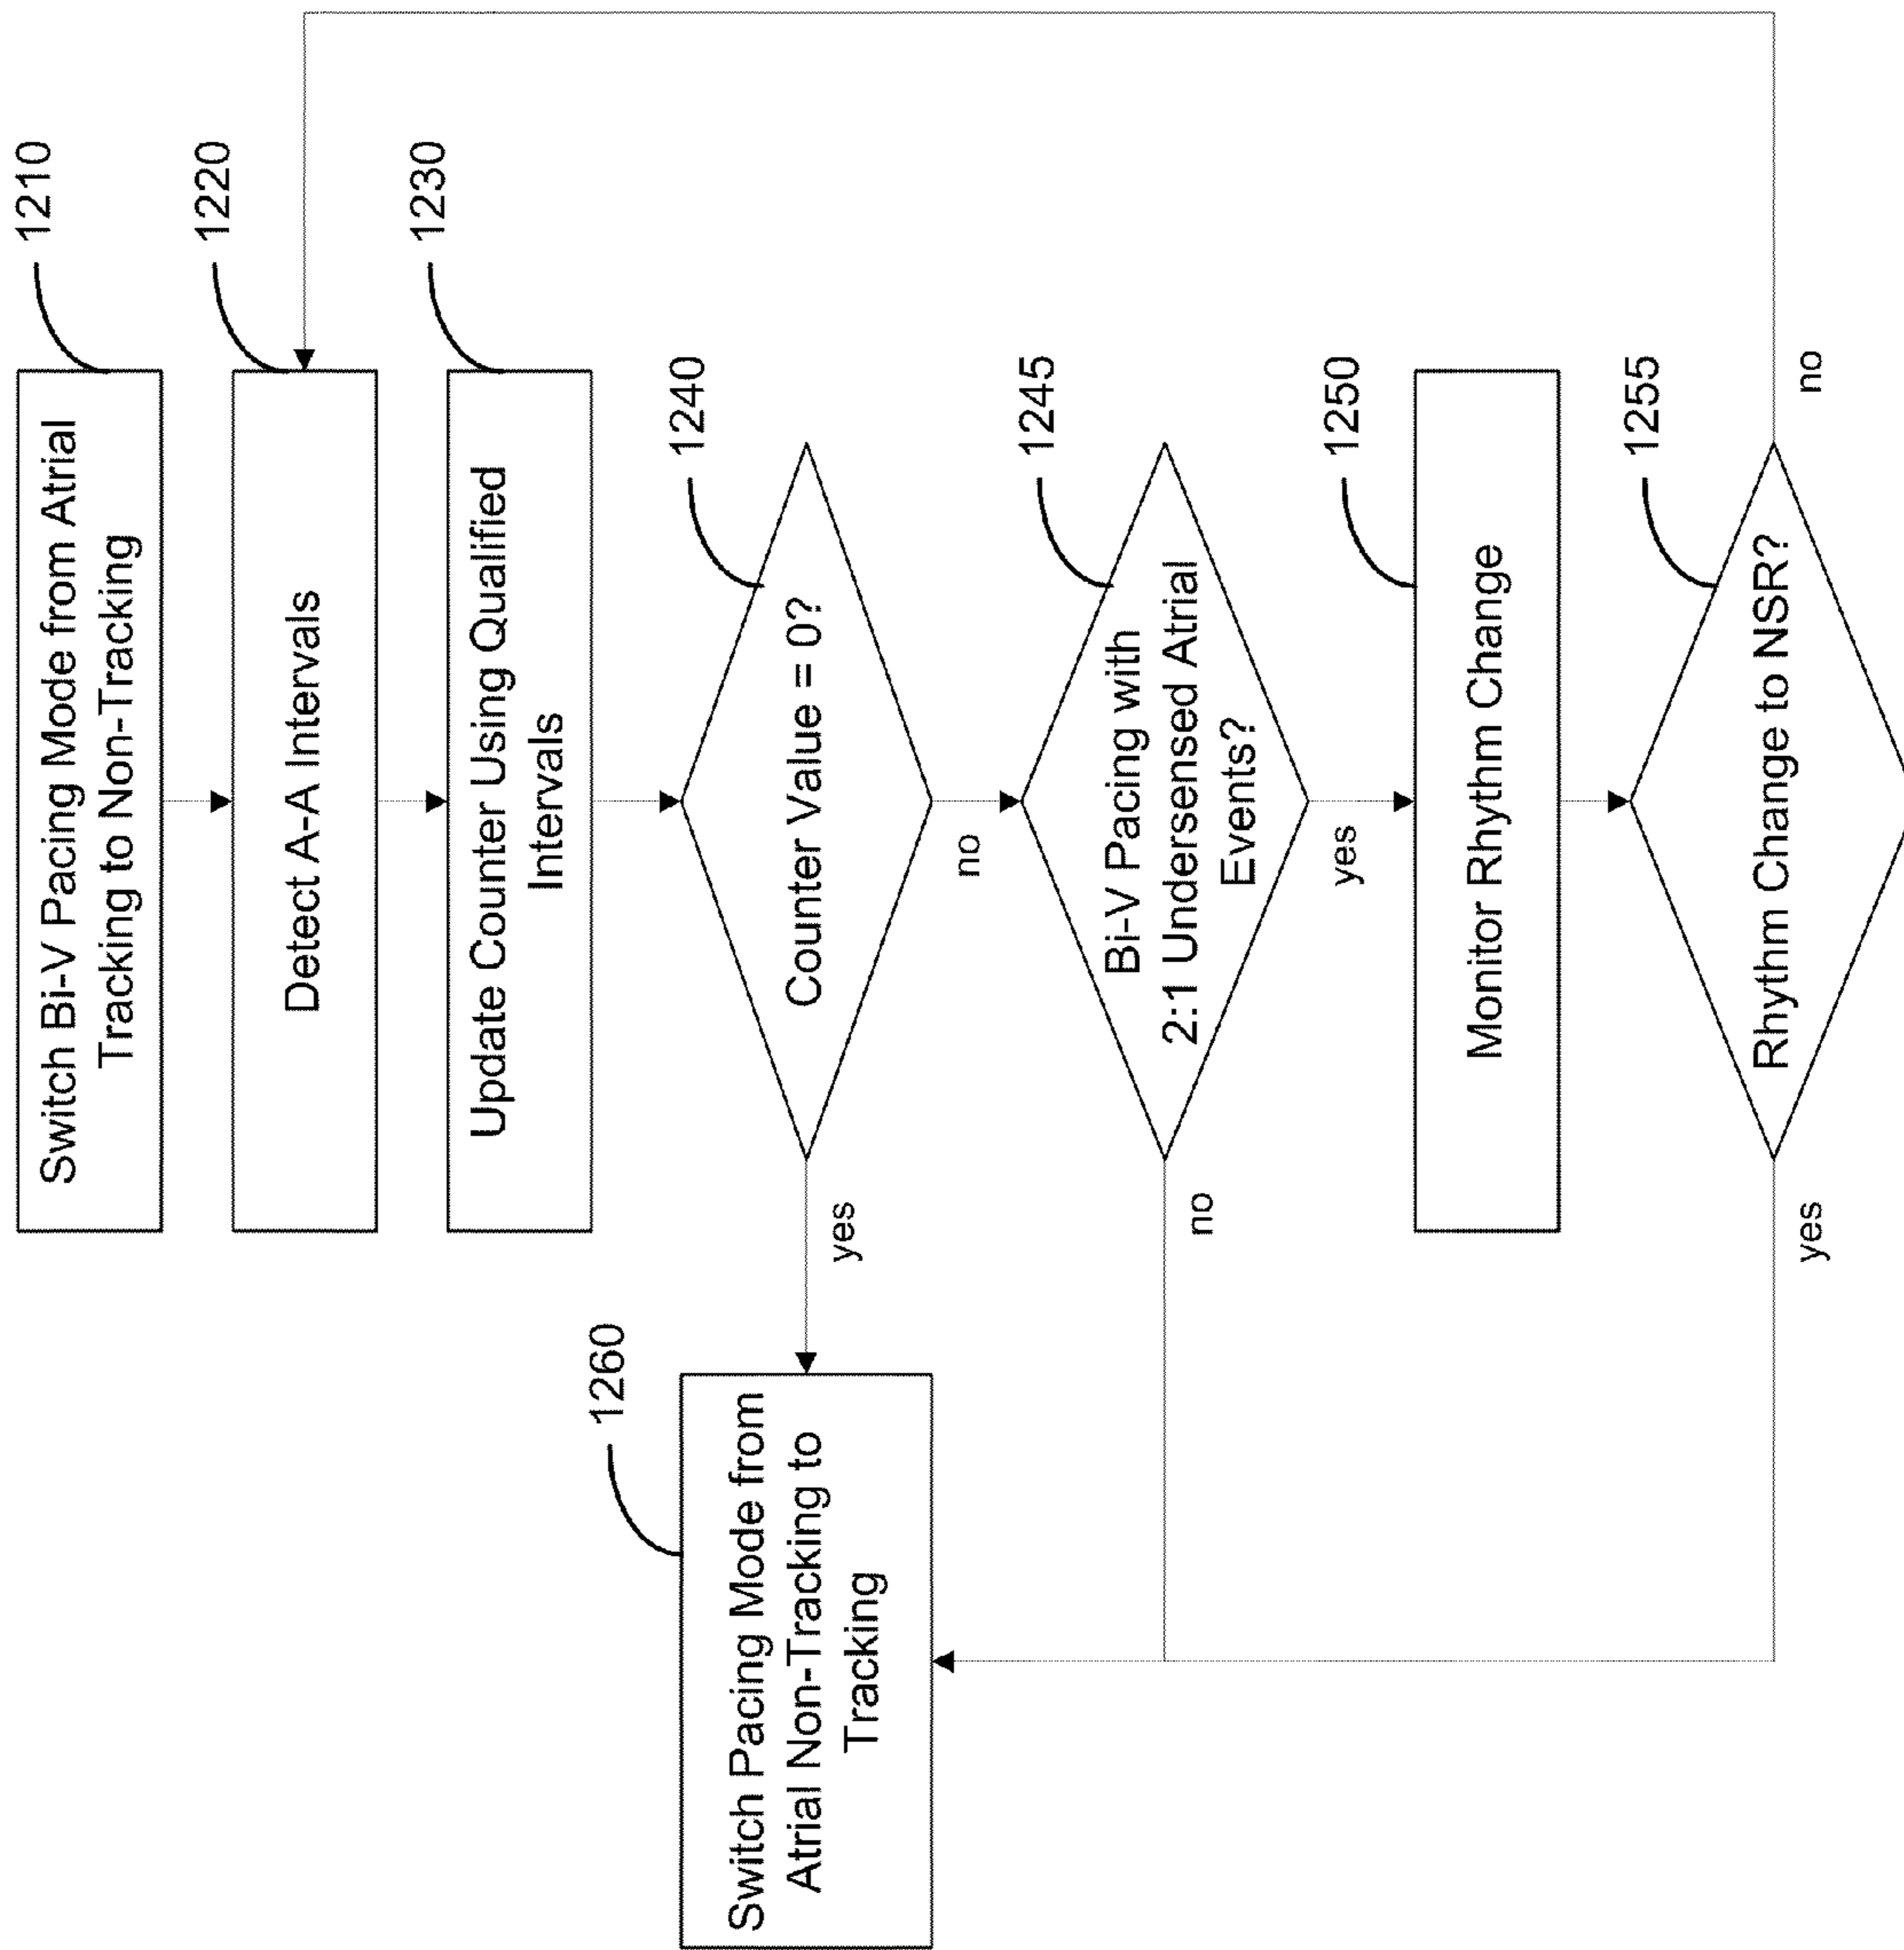 1210
Switch Bi-V Pacing Mode from Atrial
Tracking to Non-Tracking
1220
Detect A-A Intervals
1230
Update Counter Using Qualified
Intervals
1240
Counter Value = 0?
yes
no
1260
Switch Pacing Mode from
Atrial Non-Tracking to
Tracking
1245
Bi-V Pacing with
2:1 Undersensed Atrial
Events?
no
yes
1250
Monitor Rhythm Change
1255
Rhythm Change to NSR?
yes
no